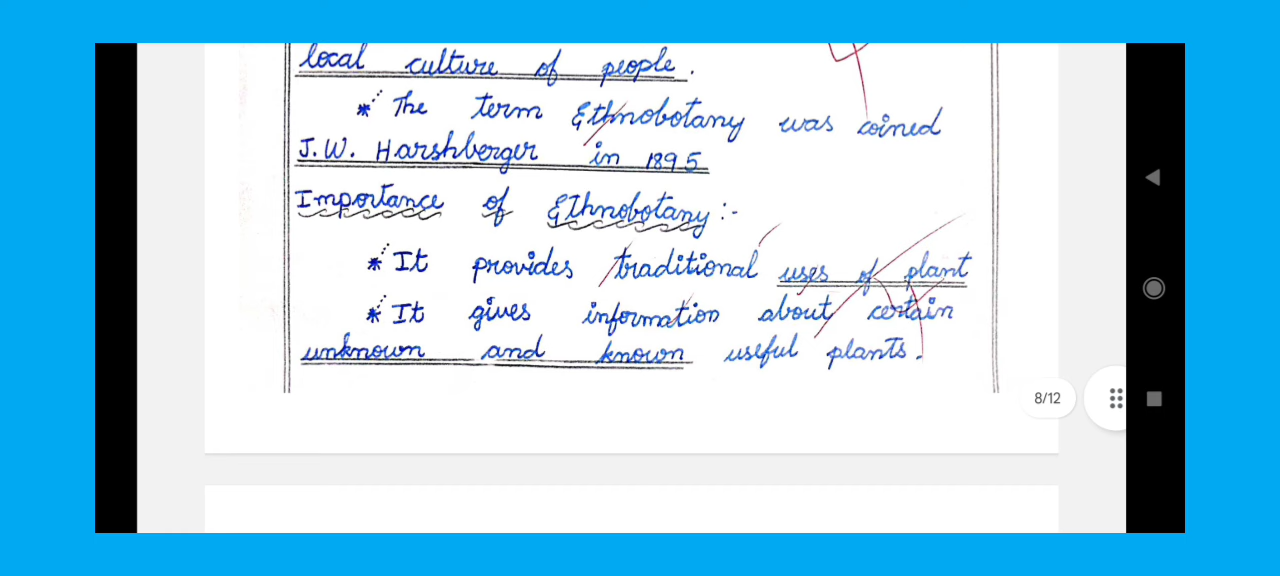 local culture of people.
* The term Ethnobotany was coined
J.W. Harshberger in 1895
Importance of Ethnobotany :-
* It provides traditional uses of plant
* It gives information about certain
unknown and known useful plants.
8/12